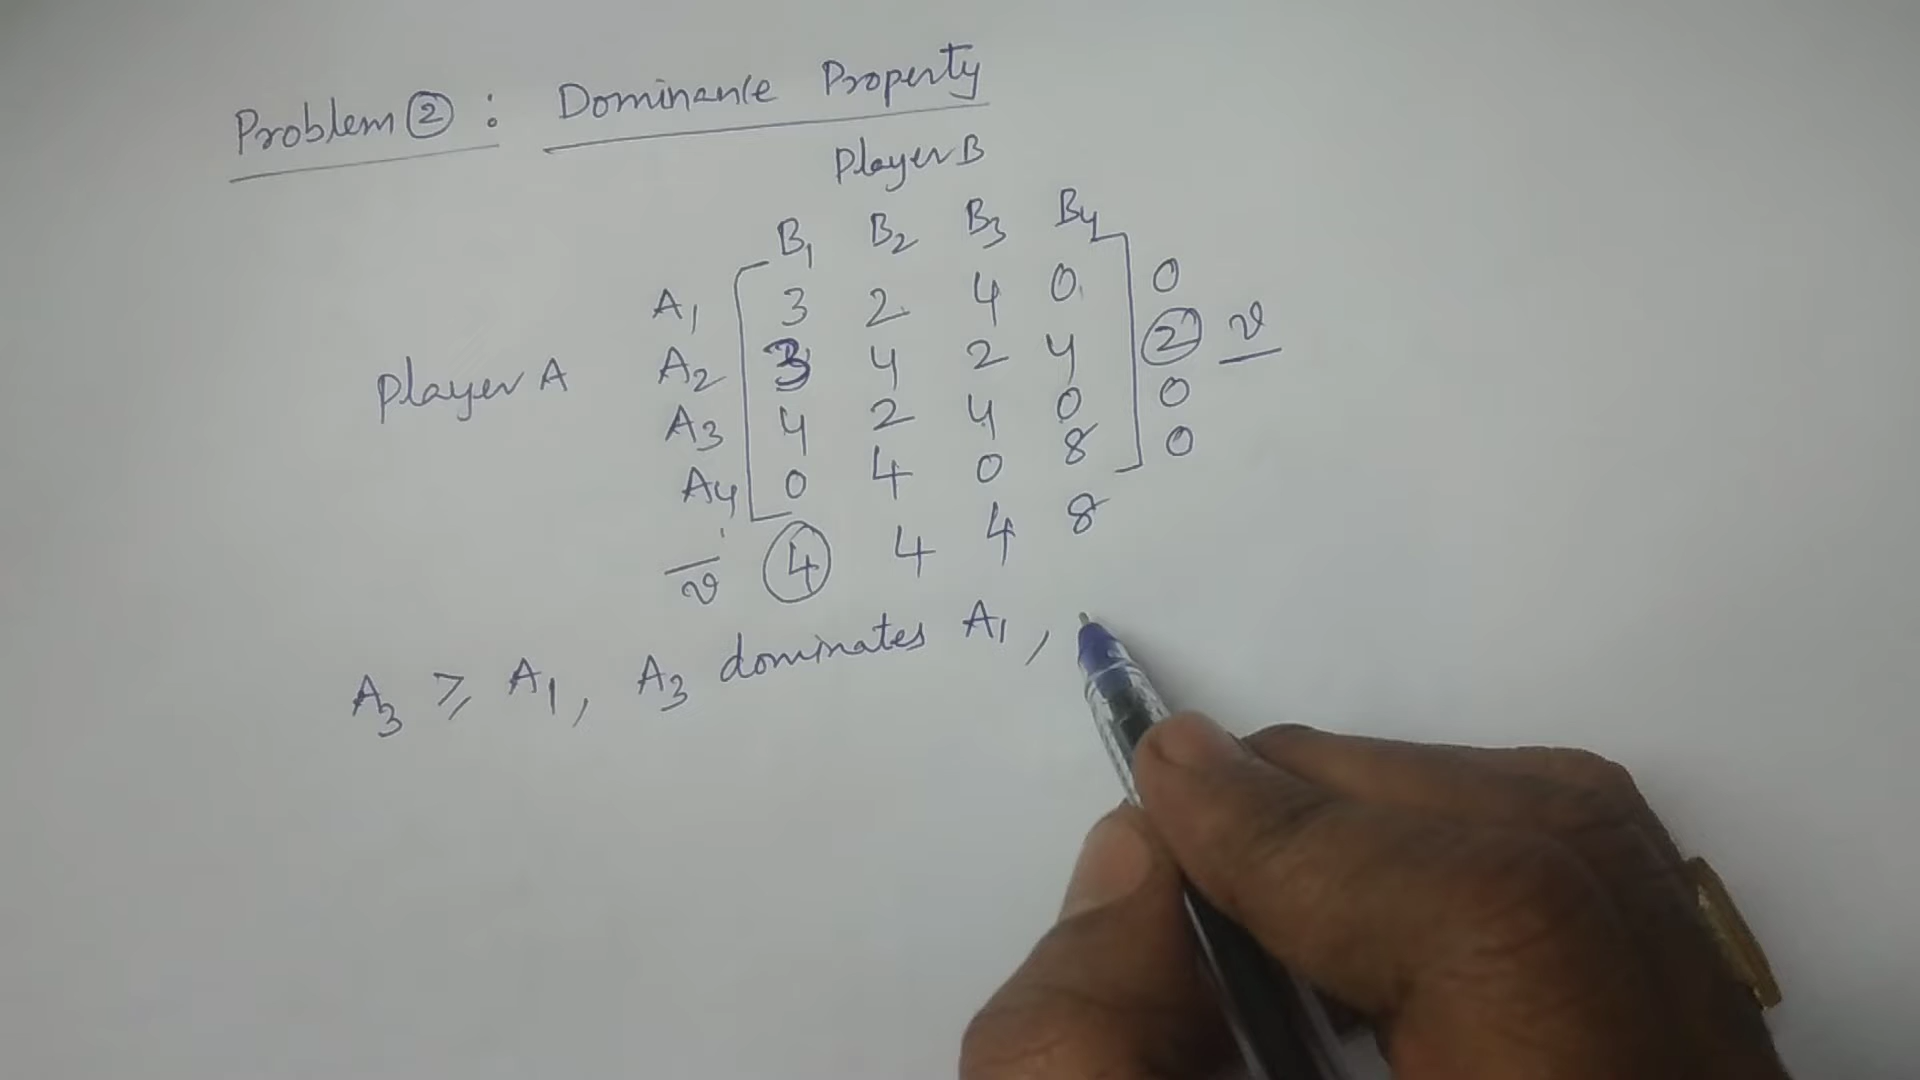 Problem ② : Dominance Property
Player B
B1 B2 B3 B4
A1 3 2 4 0 0
Player A A2 3 4 2 4 2 v
A3 4 2 4 0 0
A4 0 4 0 8 0
v 4 4 4 8
A3 ≥ A1, A3 dominates A1,